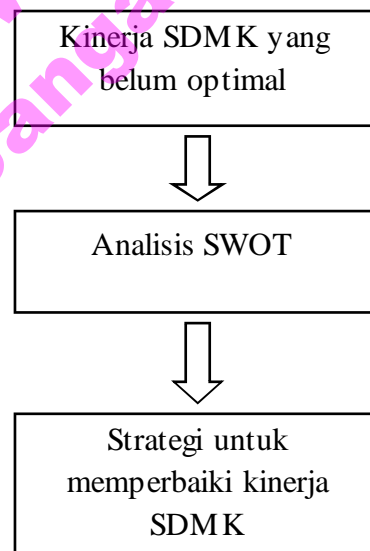 Kinerja SDMK yang
belum optimal
Analisis SWOT
Strategi untuk
memperbaiki kinerja
SDMK